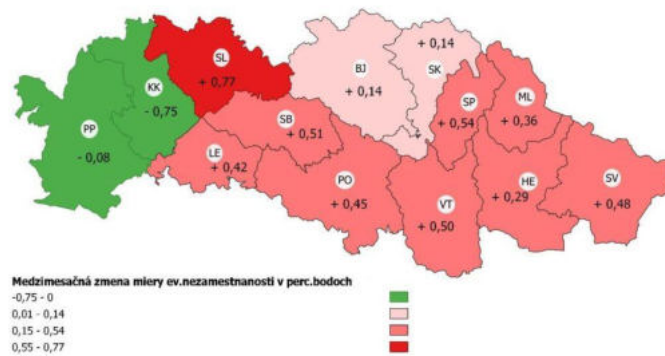 SL
+ 0,77
BJ
+ 0,14
+ 0,14
SK
KK
- 0,75
SP
+ 0,54
ML
+ 0,36
PP
- 0,08
SB
+ 0,51
LE
+ 0,42
PO
+ 0,45
VT
+ 0,50
HE
+ 0,29
SV
+ 0,48
Medzimesačná zmena miery ev.nezamestnanosti v perc.bodoch
-0,75 - 0
0,01 - 0,14
0,15 - 0,54
0,55 - 0,77